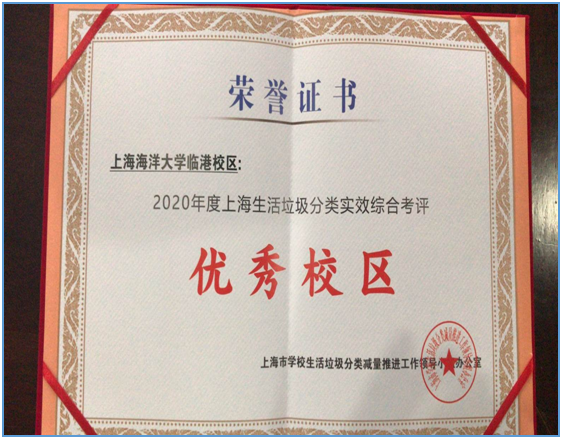 荣誉证书
上海海洋大学临港校区:
2020年度上海生活垃圾分类实效综合考评
优秀校区
上海市学校生活垃圾分类减量推进工作领导小组办公室